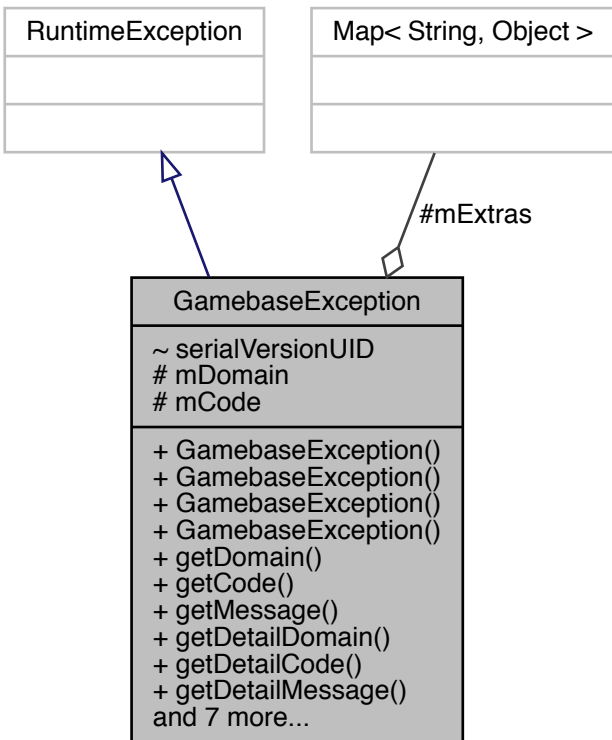 RuntimeException
Map< String, Object >
#mExtras
GamebaseException
~ serialVersionUID
# mDomain
# mCode
+ GamebaseException()
+ GamebaseException()
+ GamebaseException()
+ GamebaseException()
+ getDomain()
+ getCode()
+ getMessage()
+ getDetailDomain()
+ getDetailCode()
+ getDetailMessage()
and 7 more...